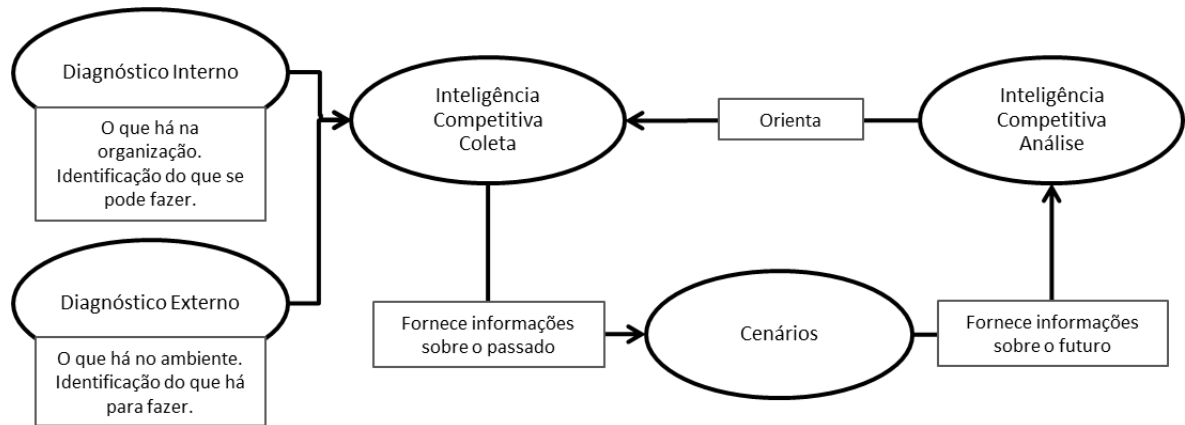 Diagnóstico Interno
O que há na
organização.
Identificação do que se
pode fazer.
Diagnóstico Externo
O que há no ambiente.
Identificação do que há
para fazer.
Inteligência
Competitiva
Coleta
Orienta
Inteligência
Competitiva
Análise
Fornece informações
sobre o passado
Cenários
Fornece informações
sobre o futuro